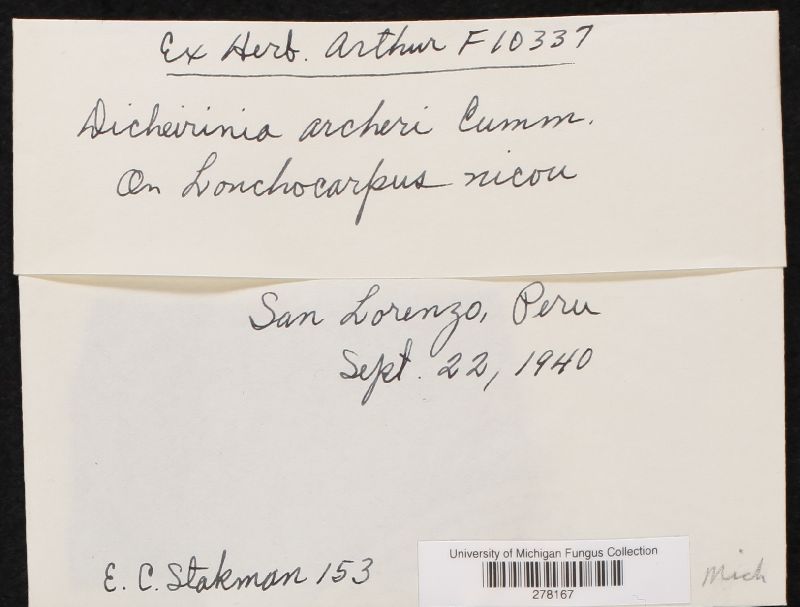 Ex Herb. Arthur F10337
Dicheirinia archeri Cumm.
On Lonchocarpus nicou
San Lorenzo, Peru
Sept. 22, 1940
E. C. Stakman 153
University of Michigan Fungus Collection
278167
Mich